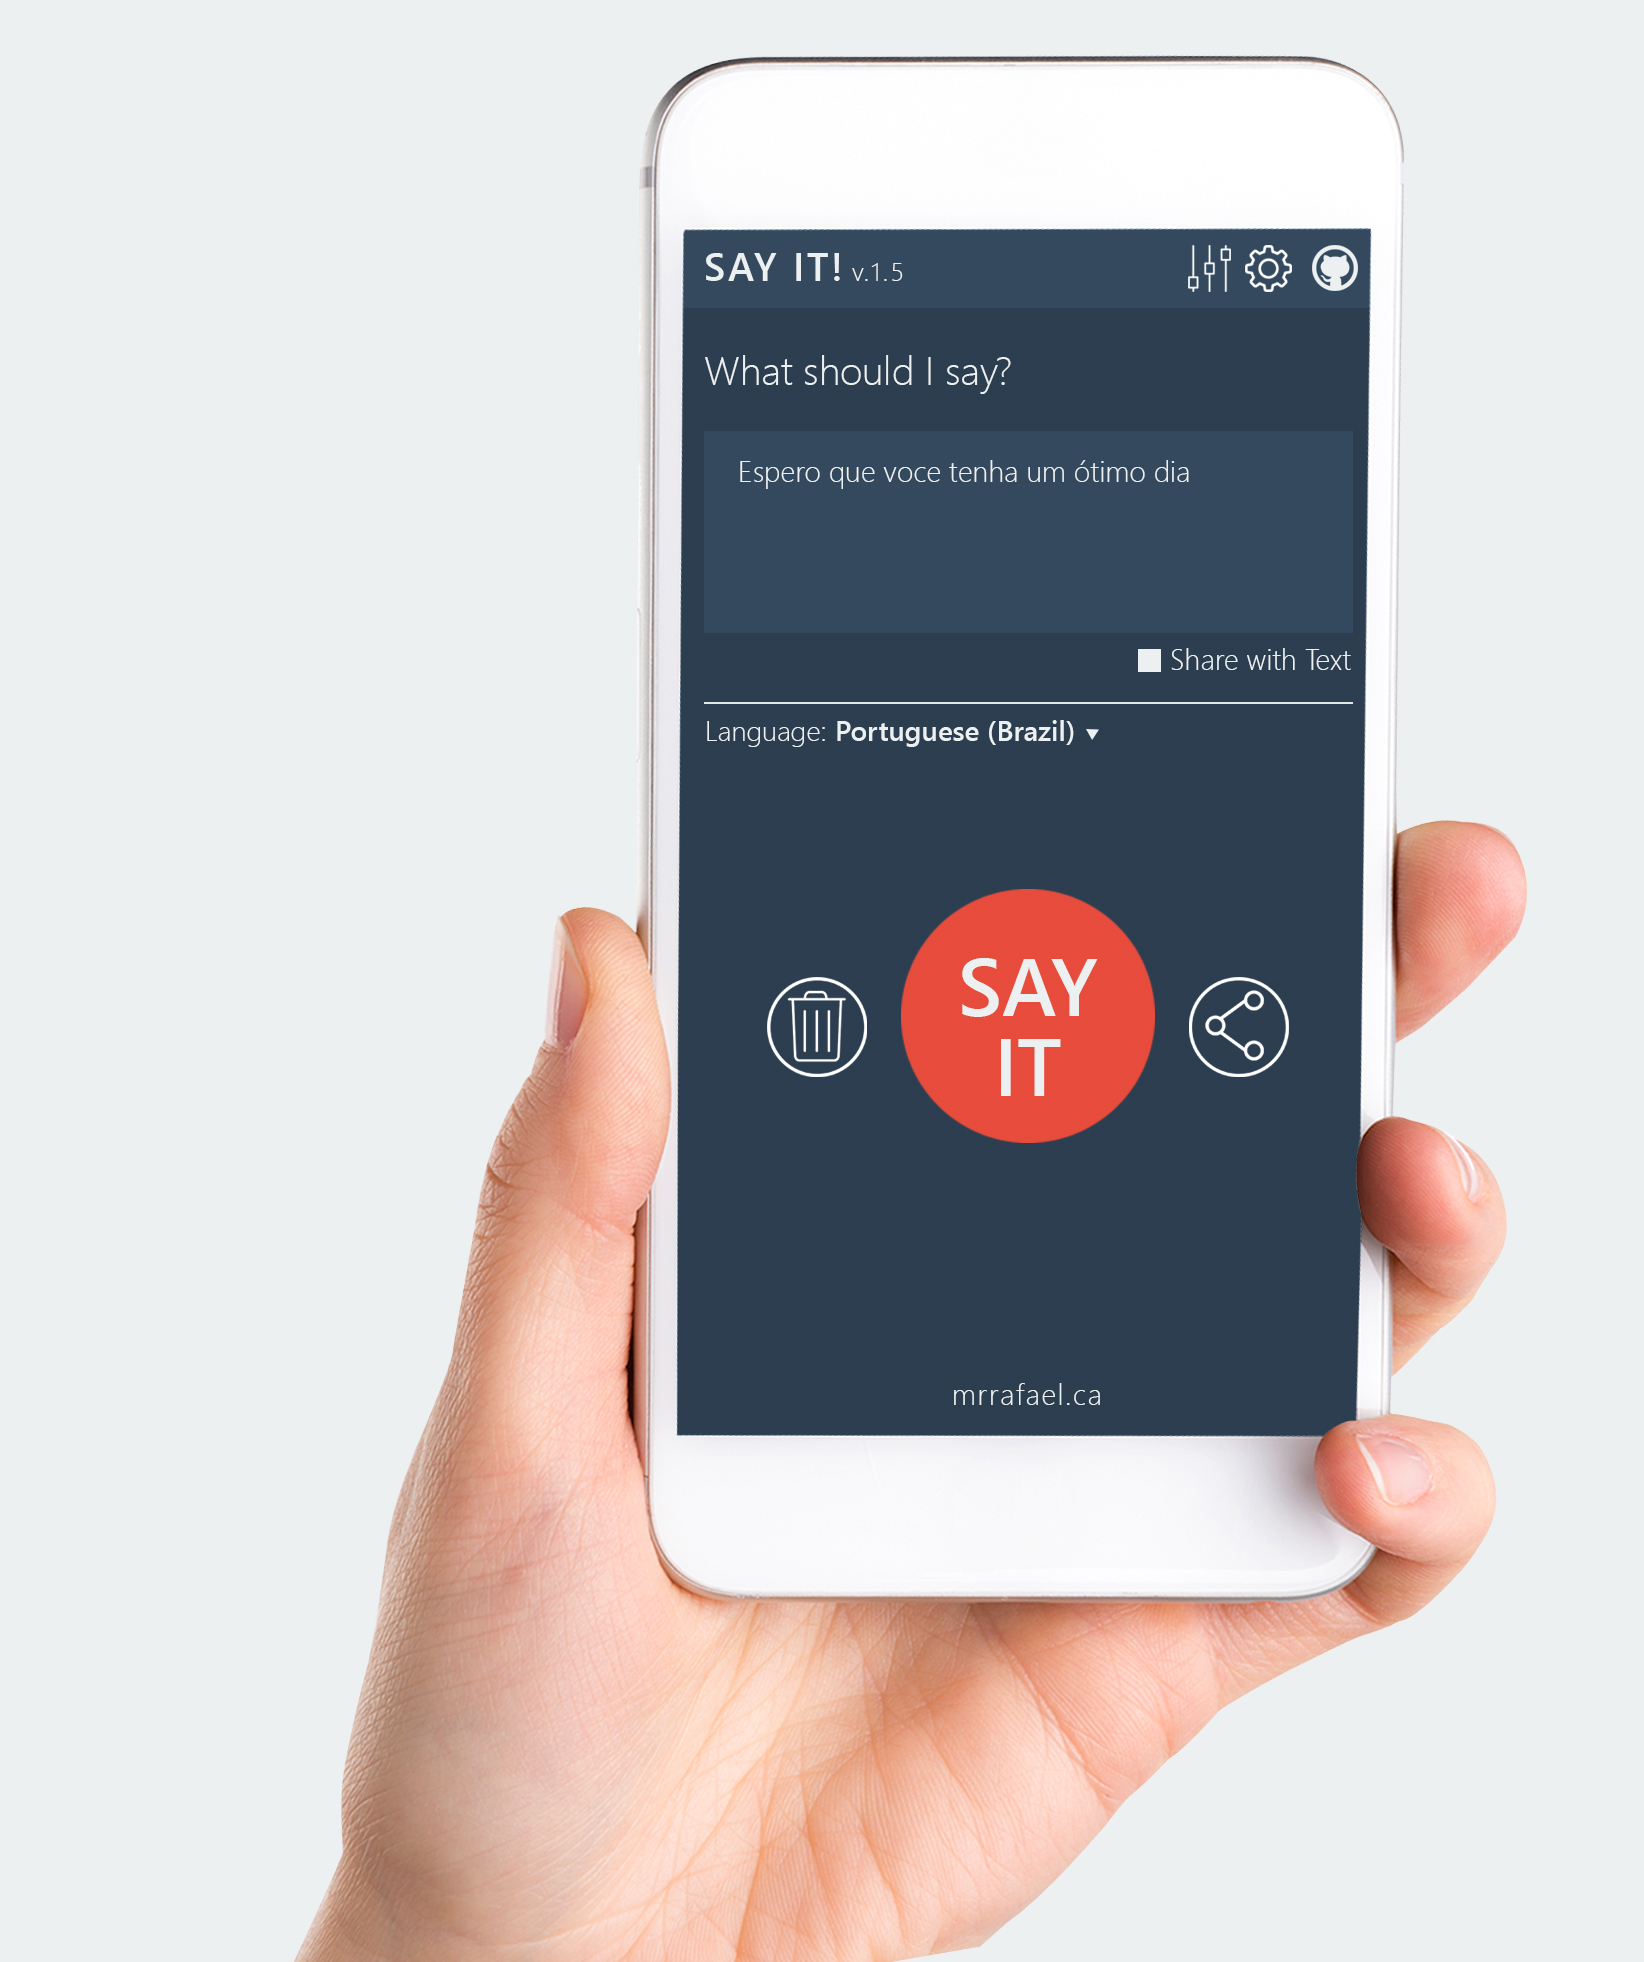 SAY IT! v.1.5
What should I say?
Espero que voce tenha um ótimo dia
Share with Text
Language: Portuguese (Brazil) ▾
SAY
IT
mrrafael.ca